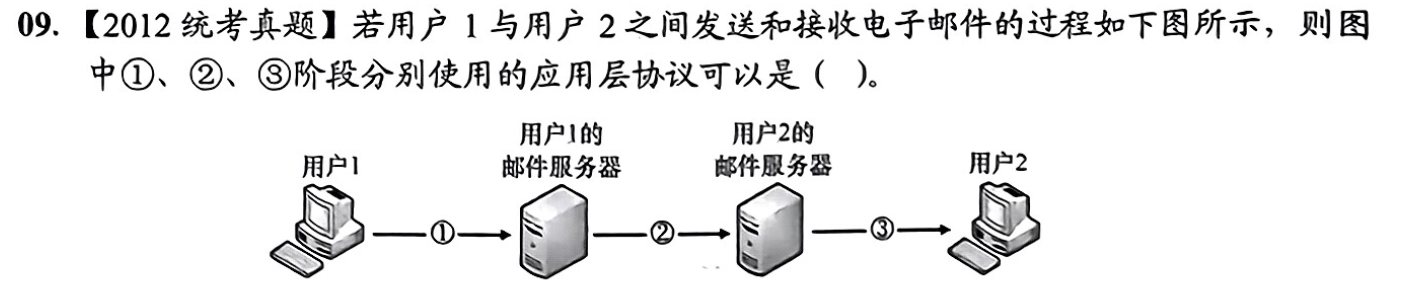 09. 【2012 统考真题】若用户 1 与用户 2 之间发送和接收电子邮件的过程如下图所示，则图
中①、②、③阶段分别使用的应用层协议可以是（ ）。
用户1
用户1的
邮件服务器
用户2的
邮件服务器
用户2
①
②
③